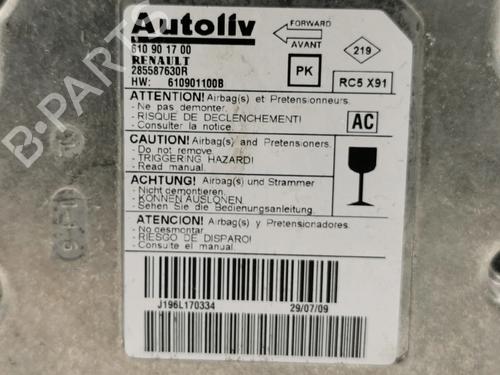 Autoliv
FORWARD
AVANT
610 90 17 00
RENAULT
285587630R
HW: 610901100B
PK
219
RC5 X91
ATTENTION! Airbag(s) et Pretensionneurs.
- Ne pas demonter.
- RISQUE DE DECLENCHEMENTI
- Consulter la notice.
AC
CAUTION! Airbag(s) and Pretensioners.
- Do not remove.
- TRIGGERING HAZARD!
- Read manual.
ACHTUNG! Airbag(s) und Strammer
- Nicht demontieren.
- KONNEN AUSLONEN.
- Sehen Sie die Bedienungsanleitung.
ATENCION! Airbag(s) y Pretensionadores.
- No desmontar
- RIESGO DE DISPARO!
- Consulte el manual.
J196L170334
29/07/09
B-PARTS